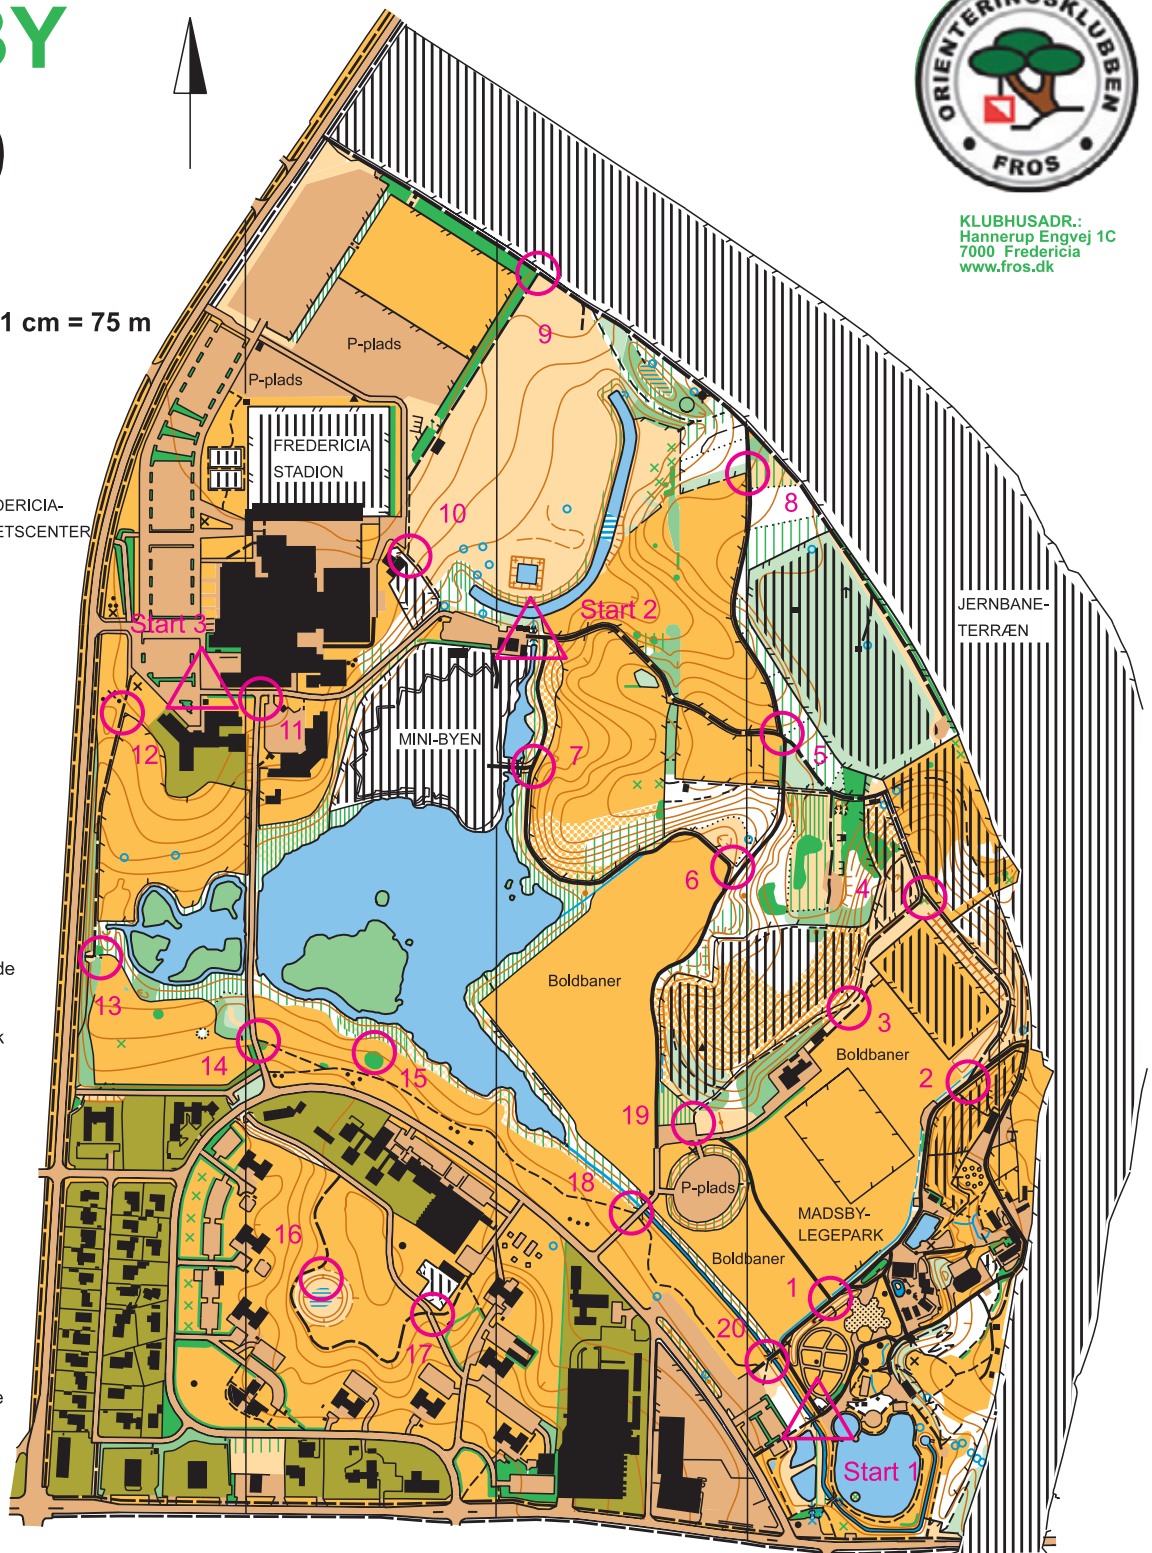 BY
)
ORIENTERINGSKLUBBEN
• FROS •
KLUBHUSADR.:
Hannerup Engvej 1C
7000 Fredericia
www.fros.dk
1 cm = 75 m
P-plads
P-plads
9
FREDERICIA
STADION
DERICIA-
ETSCENTER
10
8
JERNBANE-
TERRÆN
Start 2
Start 3
11
12
MINI-BYEN
7
5
6
4
de
13
Boldbaner
3
k
14
15
Boldbaner
2
19
18
P-plads
MADSBY-
LEGEPARK
16
Boldbaner
1
17
20
e
Start 1